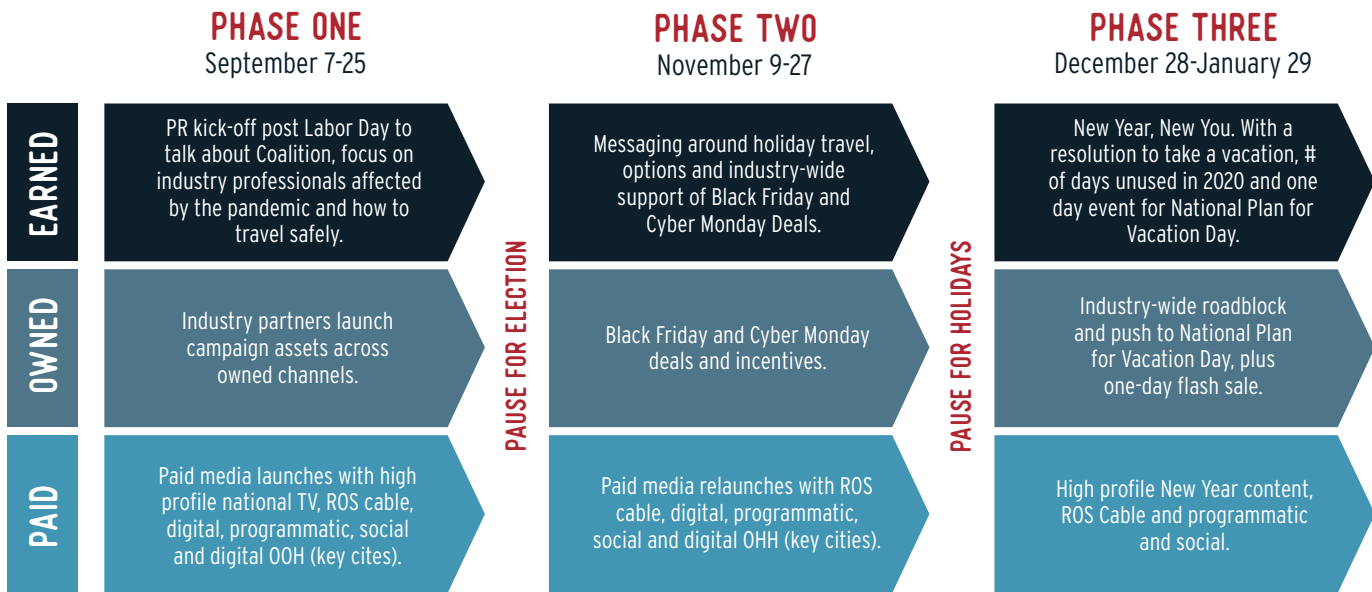 PHASE ONE
September 7-25
PHASE TWO
November 9-27
PHASE THREE
December 28-January 29
EARNED
PR kick-off post Labor Day to
talk about Coalition, focus on
industry professionals affected
by the pandemic and how to
travel safely.
Messaging around holiday travel,
options and industry-wide
support of Black Friday and
Cyber Monday Deals.
New Year, New You. With a
resolution to take a vacation, #
of days unused in 2020 and one
day event for National Plan for
Vacation Day.
OWNED
Industry partners launch
campaign assets across
owned channels.
PAUSE FOR ELECTION
Black Friday and Cyber Monday
deals and incentives.
PAUSE FOR HOLIDAYS
Industry-wide roadblock
and push to National Plan
for Vacation Day, plus
one-day flash sale.
PAID
Paid media launches with high
profile national TV, ROS cable,
digital, programmatic, social
and digital OOH (key cites).
Paid media relaunches with ROS
cable, digital, programmatic,
social and digital OHH (key cities).
High profile New Year content,
ROS Cable and programmatic
and social.